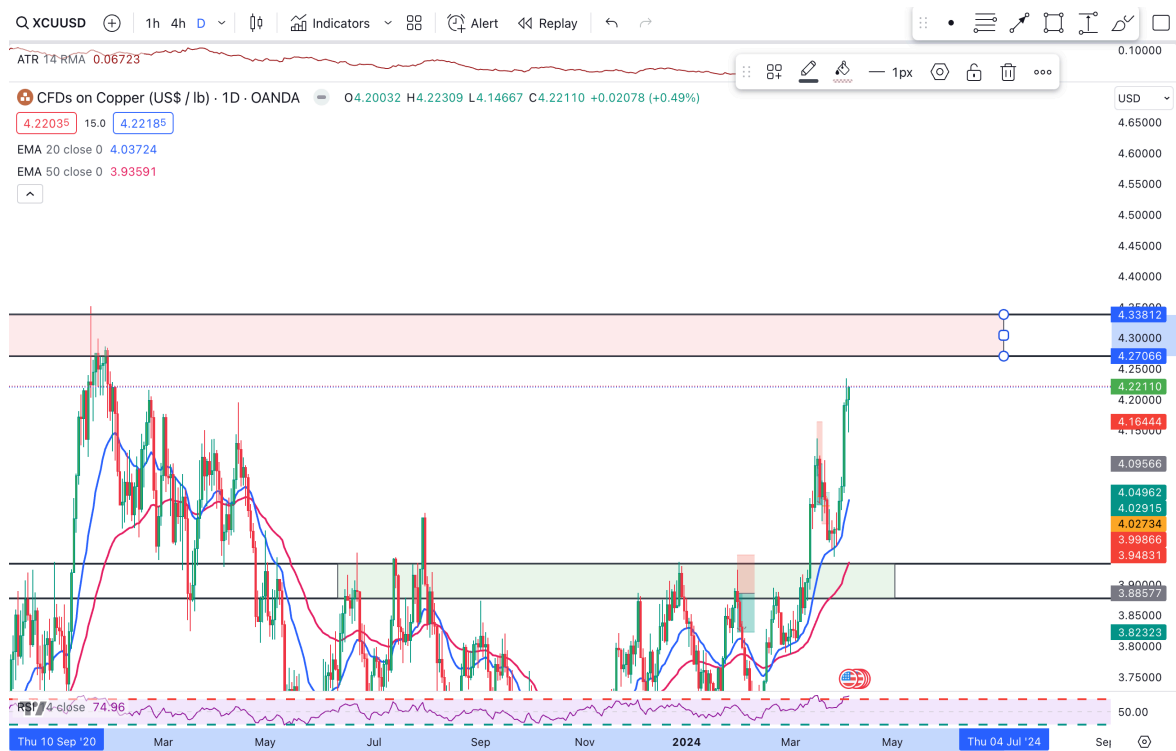 XCUUSD 1h 4h D Indicators Alert Replay
ATR 14 RMA 0.06723
0.10000
1px
CFDs on Copper (US$ / lb) · 1D · OANDA O4.20032 H4.22309 L4.14667 C4.22110 +0.02078 (+0.49%)
USD
4.22035 15.0 4.22185
EMA 20 close 0 4.03724
EMA 50 close 0 3.93591
4.65000
4.60000
4.55000
4.50000
4.45000
4.40000
4.33812
4.30000
4.27066
4.25000
4.22110
4.20000
4.16444
4.15000
4.09566
4.04962
4.02915
4.02734
3.99866
3.94831
3.90000
3.88577
3.85000
3.82323
3.80000
3.75000
RSI 4 close 74.96
50.00
Thu 10 Sep '20 Mar May Jul Sep Nov 2024 Mar May Thu 04 Jul '24